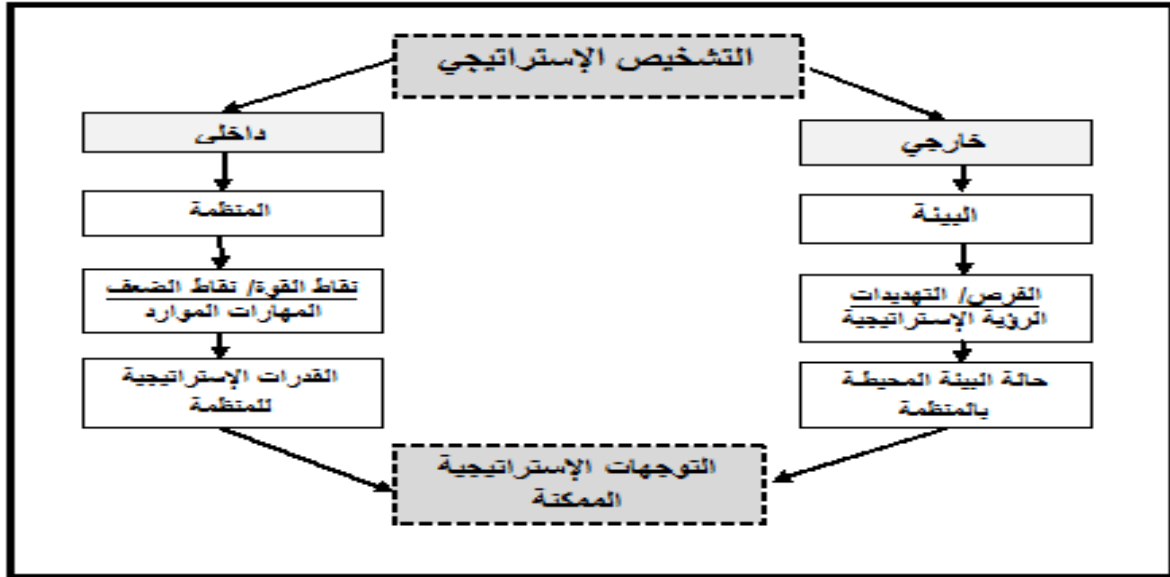 التشخيص الإستراتيجي
خارجي
داخلى
البيئة
المنظمة
الفرص/ التهديدات
الرؤية الإستراتيجية
نقاط القوة/ نقاط الضعف
المهارات الموارد
حالة البيئة المحيطة
بالمنظمة
القدرات الإستراتيجية
للمنظمة
التوجهات الإستراتيجية
الممكنة